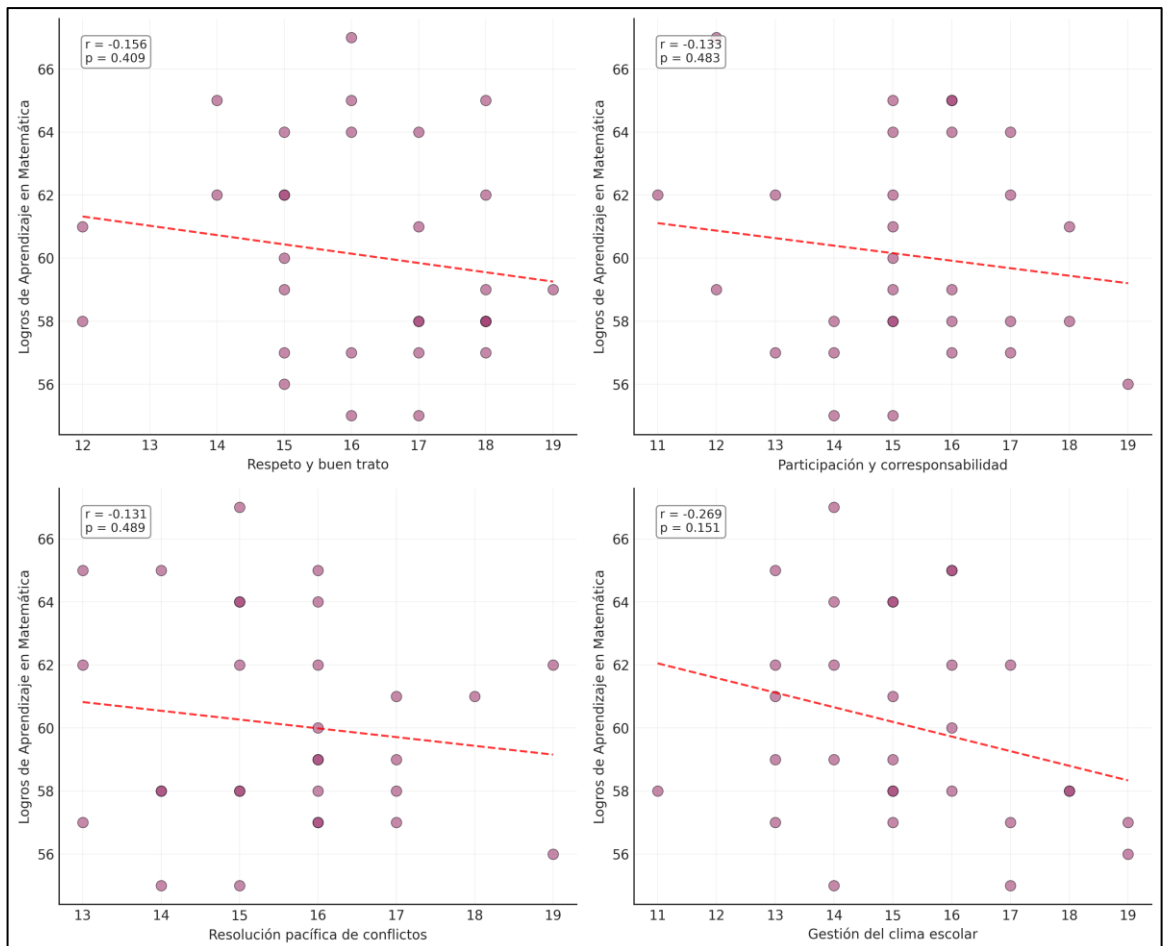 r = -0.156
p = 0.409
Logros de Aprendizaje en Matemática
66
64
62
60
58
56
12 13 14 15 16 17 18 19
Respeto y buen trato
r = -0.133
p = 0.483
Logros de Aprendizaje en Matemática
66
64
62
60
58
56
11 12 13 14 15 16 17 18 19
Participación y corresponsabilidad
r = -0.131
p = 0.489
Logros de Aprendizaje en Matemática
66
64
62
60
58
56
13 14 15 16 17 18 19
Resolución pacífica de conflictos
r = -0.269
p = 0.151
Logros de Aprendizaje en Matemática
66
64
62
60
58
56
11 12 13 14 15 16 17 18 19
Gestión del clima escolar